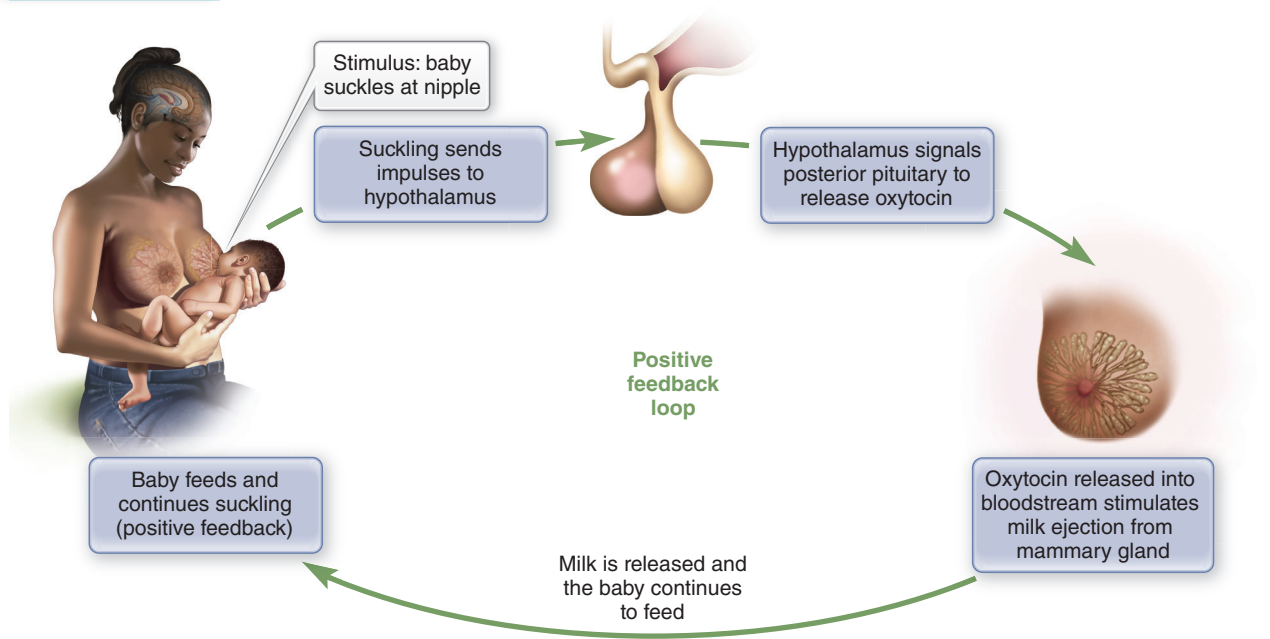 Stimulus: baby
suckles at nipple
Suckling sends
impulses to
hypothalamus
Hypothalamus signals
posterior pituitary to
release oxytocin
Positive
feedback
loop
Oxytocin released into
bloodstream stimulates
milk ejection from
mammary gland
Milk is released and
the baby continues
to feed
Baby feeds and
continues suckling
(positive feedback)